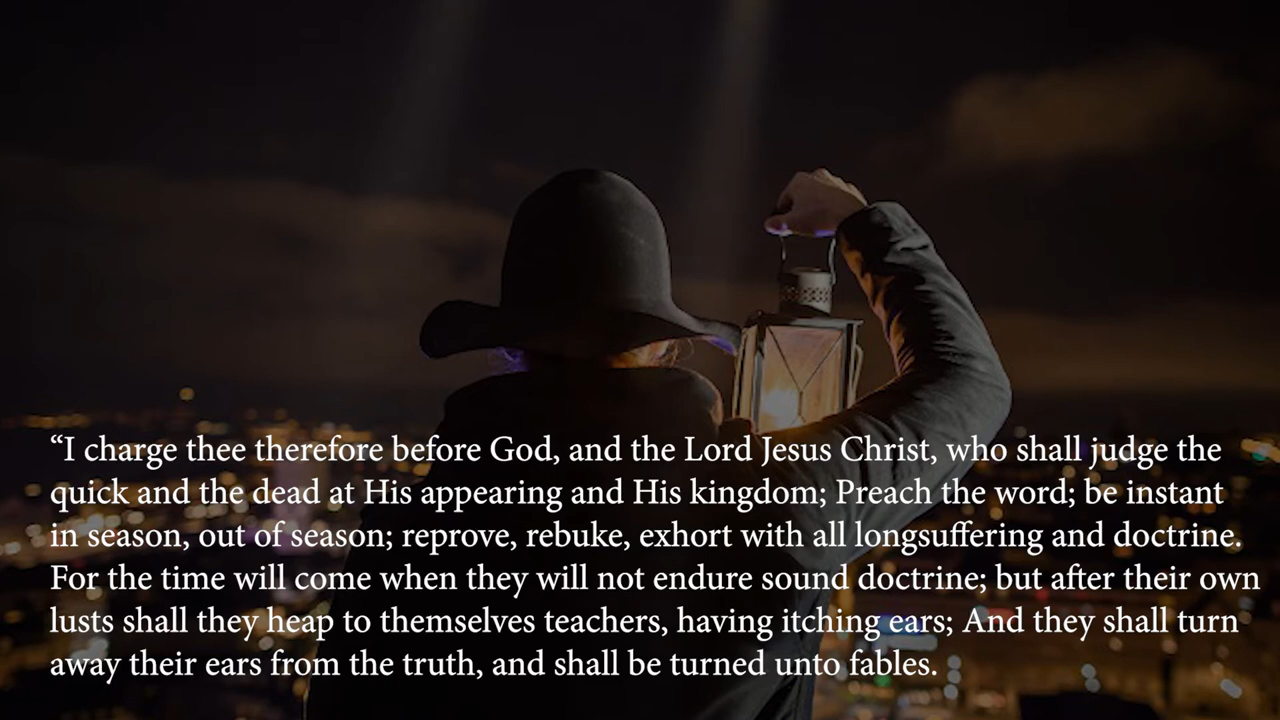 “I charge thee therefore before God, and the Lord Jesus Christ, who shall judge the
quick and the dead at His appearing and His kingdom; Preach the word; be instant
in season, out of season; reprove, rebuke, exhort with all longsuffering and doctrine.
For the time will come when they will not endure sound doctrine; but after their own
lusts shall they heap to themselves teachers, having itching ears; And they shall turn
away their ears from the truth, and shall be turned unto fables.